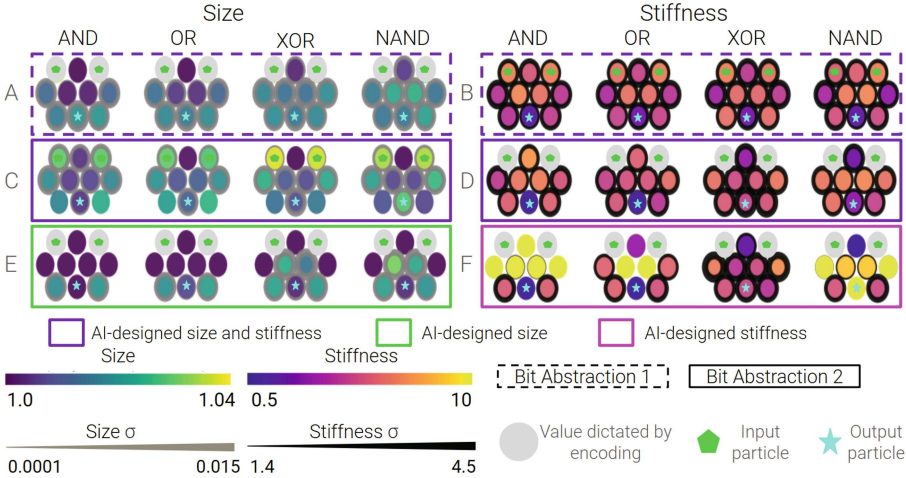 Size
Stiffness
AND OR XOR NAND
AND OR XOR NAND
A
B
C
D
E
F
AI-designed size and stiffness
AI-designed size
AI-designed stiffness
Size
Stiffness
1.0 1.04
0.5 10
Bit Abstraction 1
Bit Abstraction 2
Size σ
Stiffness σ
0.0001 0.015
1.4 4.5
Value dictated by
encoding
Input
particle
Output
particle